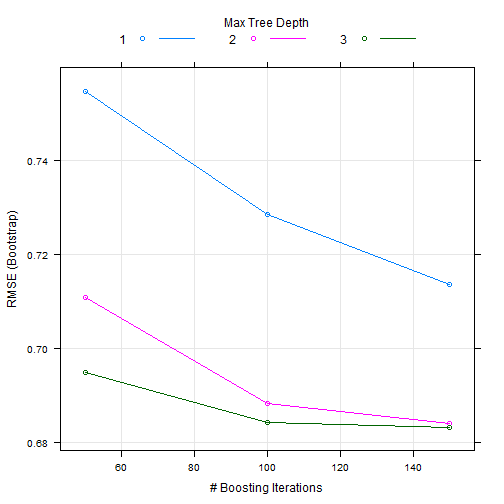 Max Tree Depth
1 2 3
0.74
0.72
0.70
0.68
RMSE (Bootstrap)
60 80 100 120 140
# Boosting Iterations